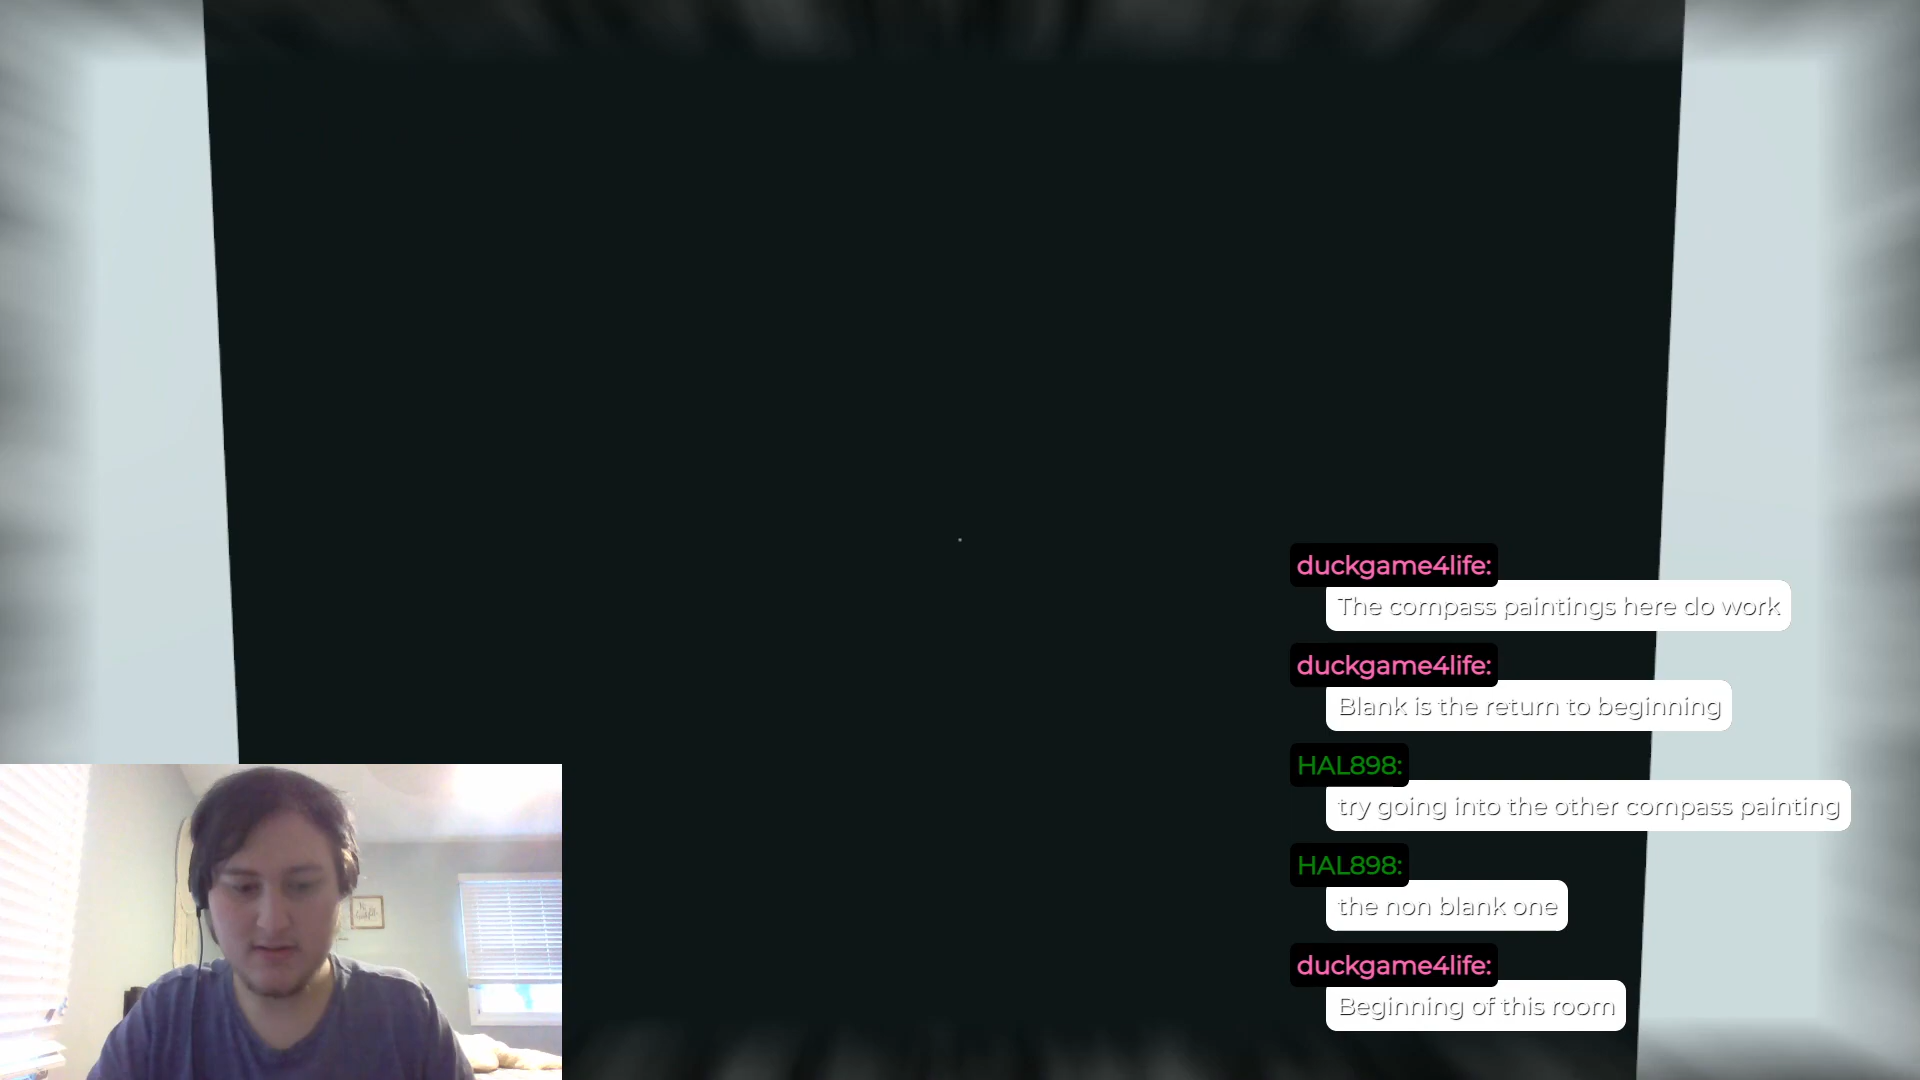 duckgame4life:
The compass paintings here do work
duckgame4life:
Blank is the return to beginning
HAL898:
try going into the other compass painting
HAL898:
the non blank one
duckgame4life:
Beginning of this room